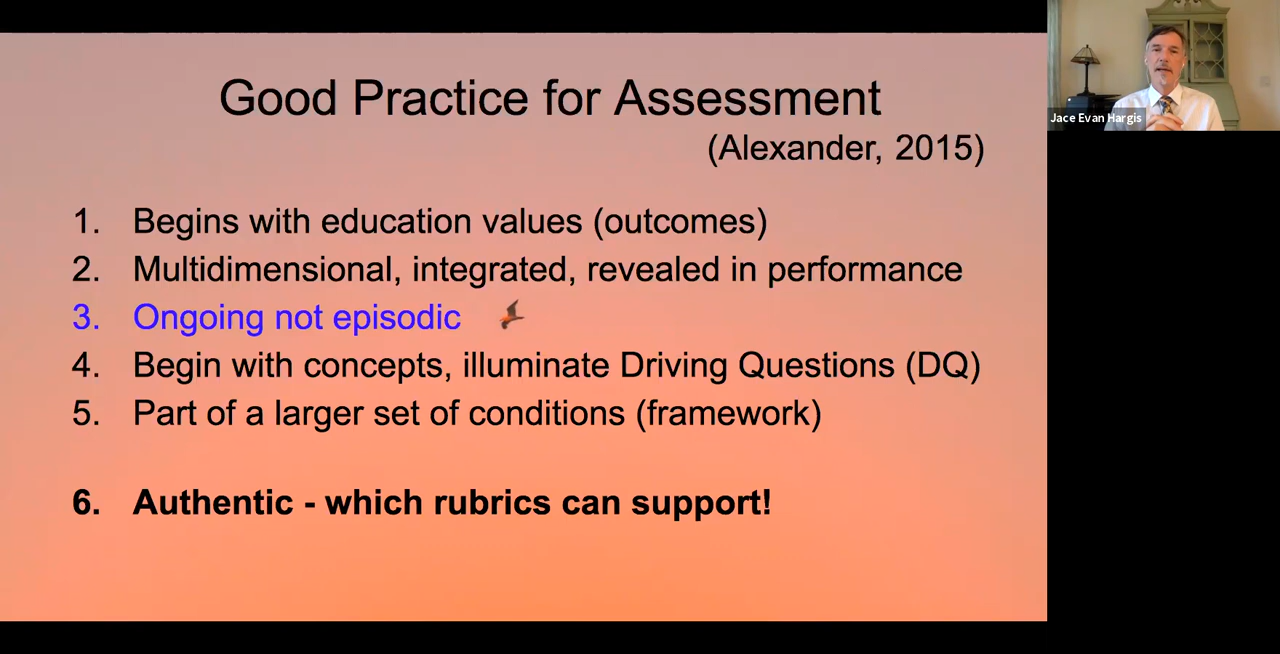 Good Practice for Assessment
(Alexander, 2015)
1. Begins with education values (outcomes)
2. Multidimensional, integrated, revealed in performance
3. Ongoing not episodic
4. Begin with concepts, illuminate Driving Questions (DQ)
5. Part of a larger set of conditions (framework)
6. Authentic - which rubrics can support!
Jace Evan Hargis